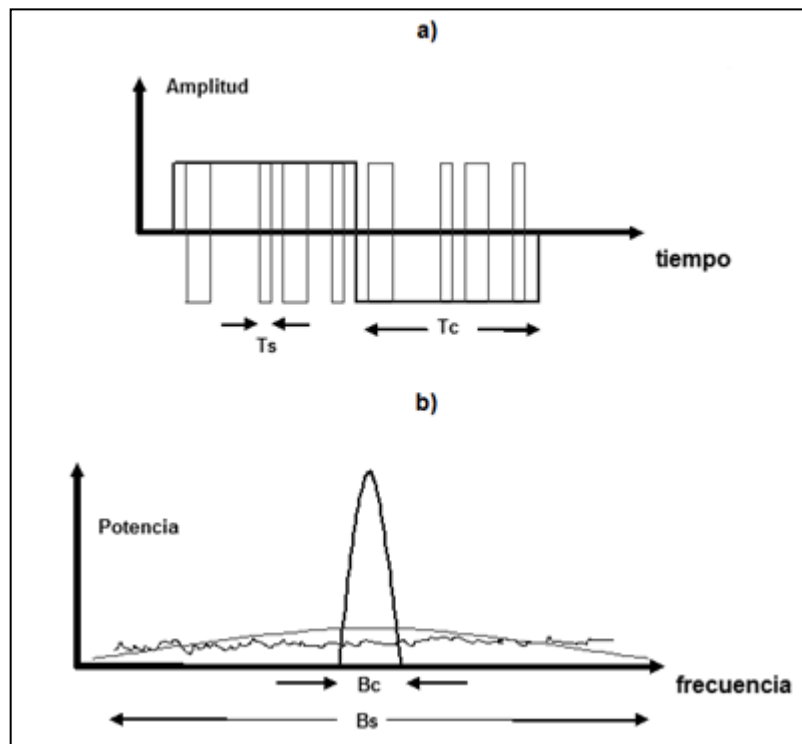 a)
Amplitud
tiempo
Ts
Tc
b)
Potencia
frecuencia
Bc
Bs